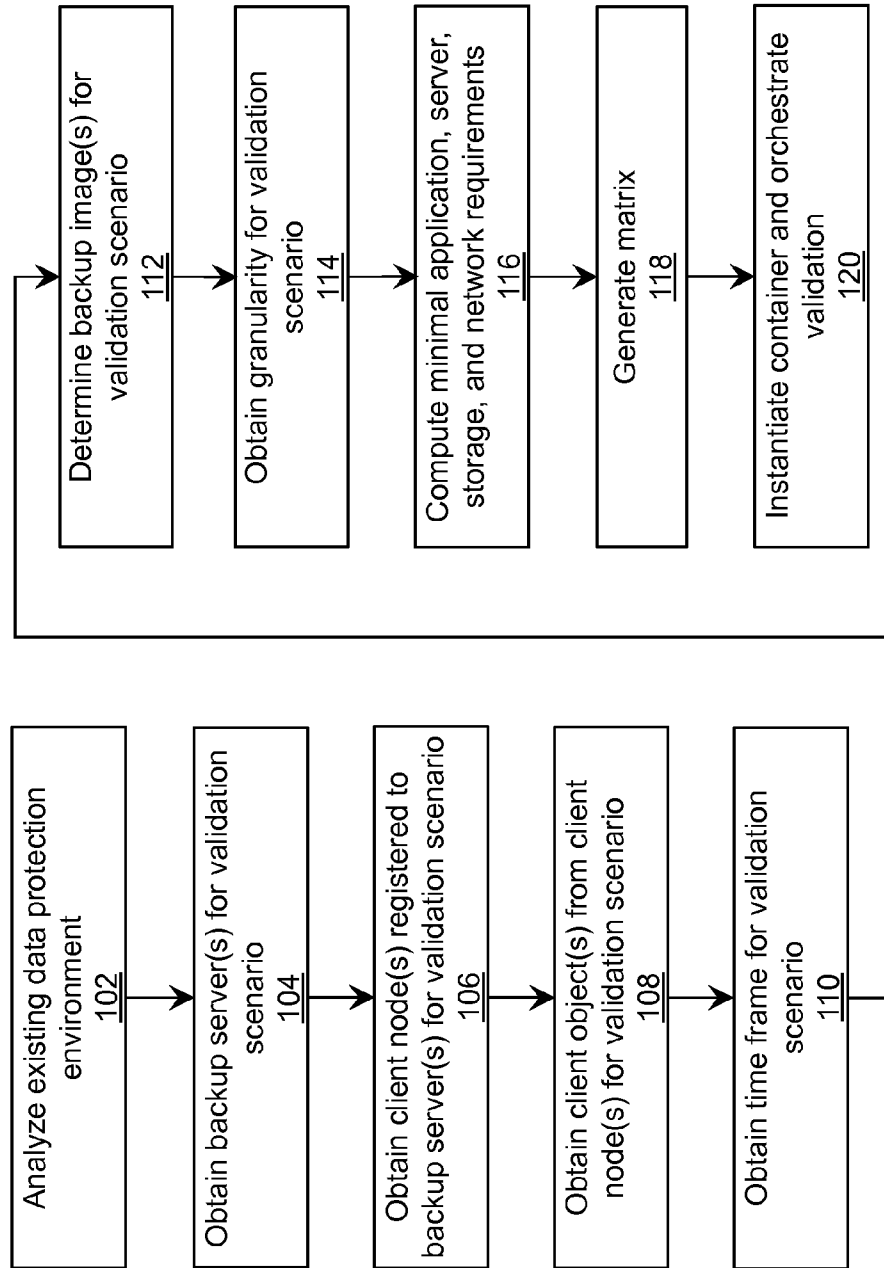 Analyze existing data protection
environment
102
Obtain backup server(s) for validation
scenario
104
Obtain client node(s) registered to
backup server(s) for validation scenario
106
Obtain client object(s) from client
node(s) for validation scenario
108
Obtain time frame for validation
scenario
110
Determine backup image(s) for
validation scenario
112
Obtain granularity for validation
scenario
114
Compute minimal application, server,
storage, and network requirements
116
Generate matrix
118
Instantiate container and orchestrate
validation
120